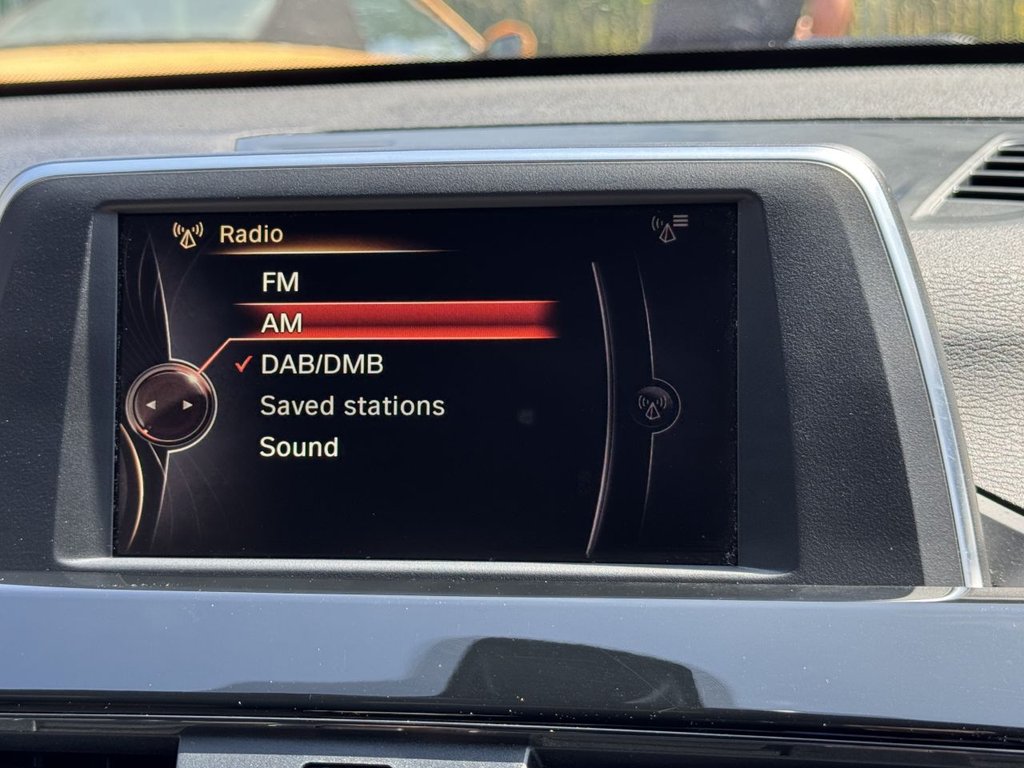 Radio
FM
AM
DAB/DMB
Saved stations
Sound